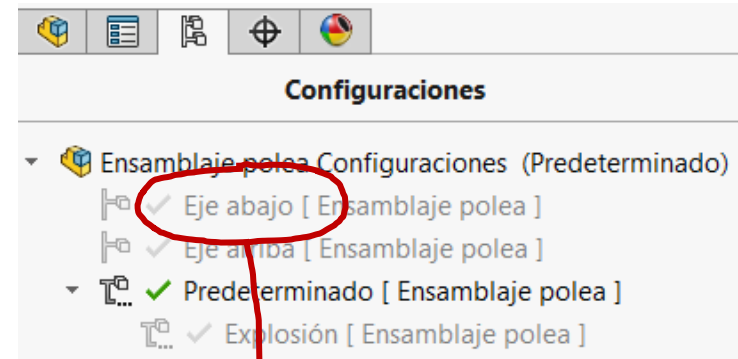 Configuraciones
Ensamblaje polea Configuraciones (Predeterminado)
Eje abajo [ Ensamblaje polea ]
Eje arriba [ Ensamblaje polea ]
Predeterminado [ Ensamblaje polea ]
Explosión [ Ensamblaje polea ]